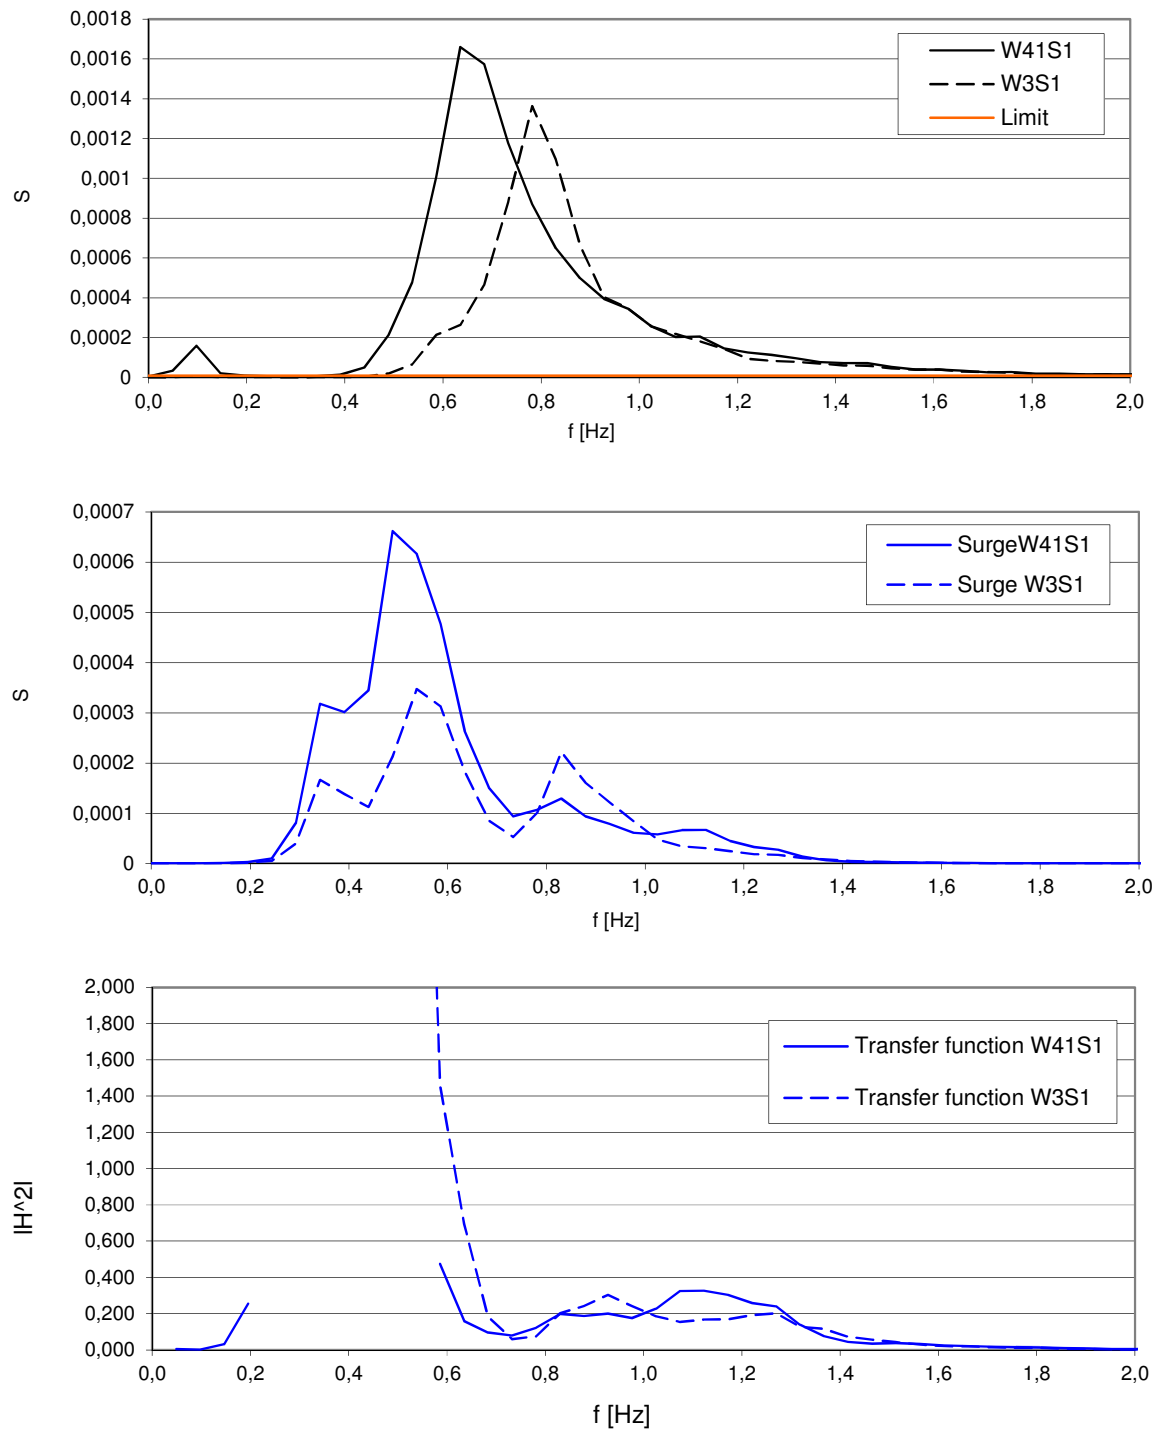 0,0018
0,0016
0,0014
0,0012
0,001
0,0008
0,0006
0,0004
0,0002
0
S
W41S1
W3S1
Limit
0,0 0,2 0,4 0,6 0,8 1,0 1,2 1,4 1,6 1,8 2,0
f [Hz]
0,0007
0,0006
0,0005
0,0004
0,0003
0,0002
0,0001
0
S
SurgeW41S1
Surge W3S1
0,0 0,2 0,4 0,6 0,8 1,0 1,2 1,4 1,6 1,8 2,0
f [Hz]
2,000
1,800
1,600
1,400
1,200
1,000
0,800
0,600
0,400
0,200
0,000
|H^2|
Transfer function W41S1
Transfer function W3S1
0,0 0,2 0,4 0,6 0,8 1,0 1,2 1,4 1,6 1,8 2,0
f [Hz]